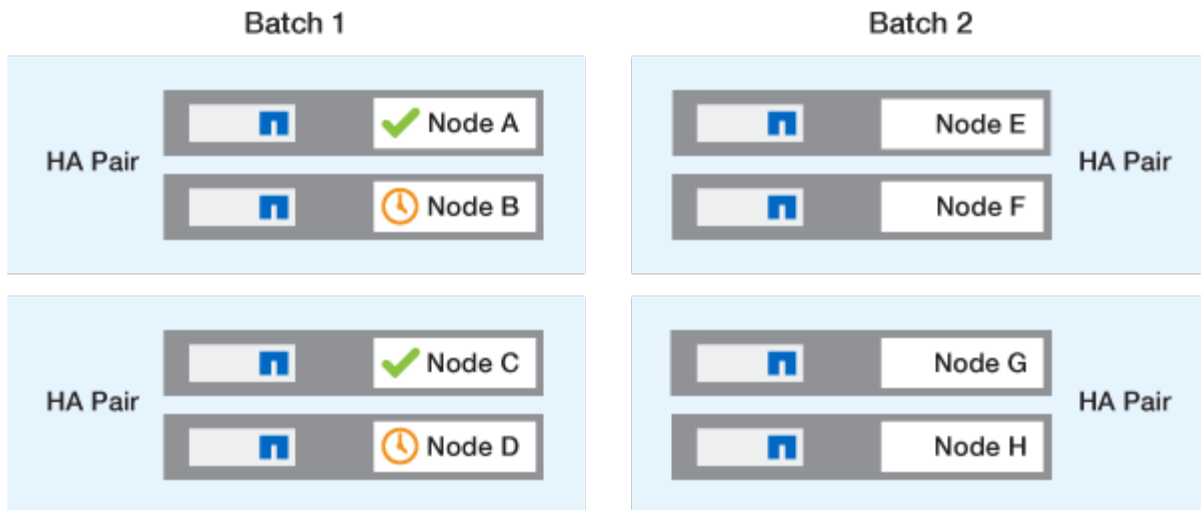 Batch 1
HA Pair
Node A
Node B
HA Pair
Node C
Node D
Batch 2
Node E
Node F
HA Pair
Node G
Node H
HA Pair